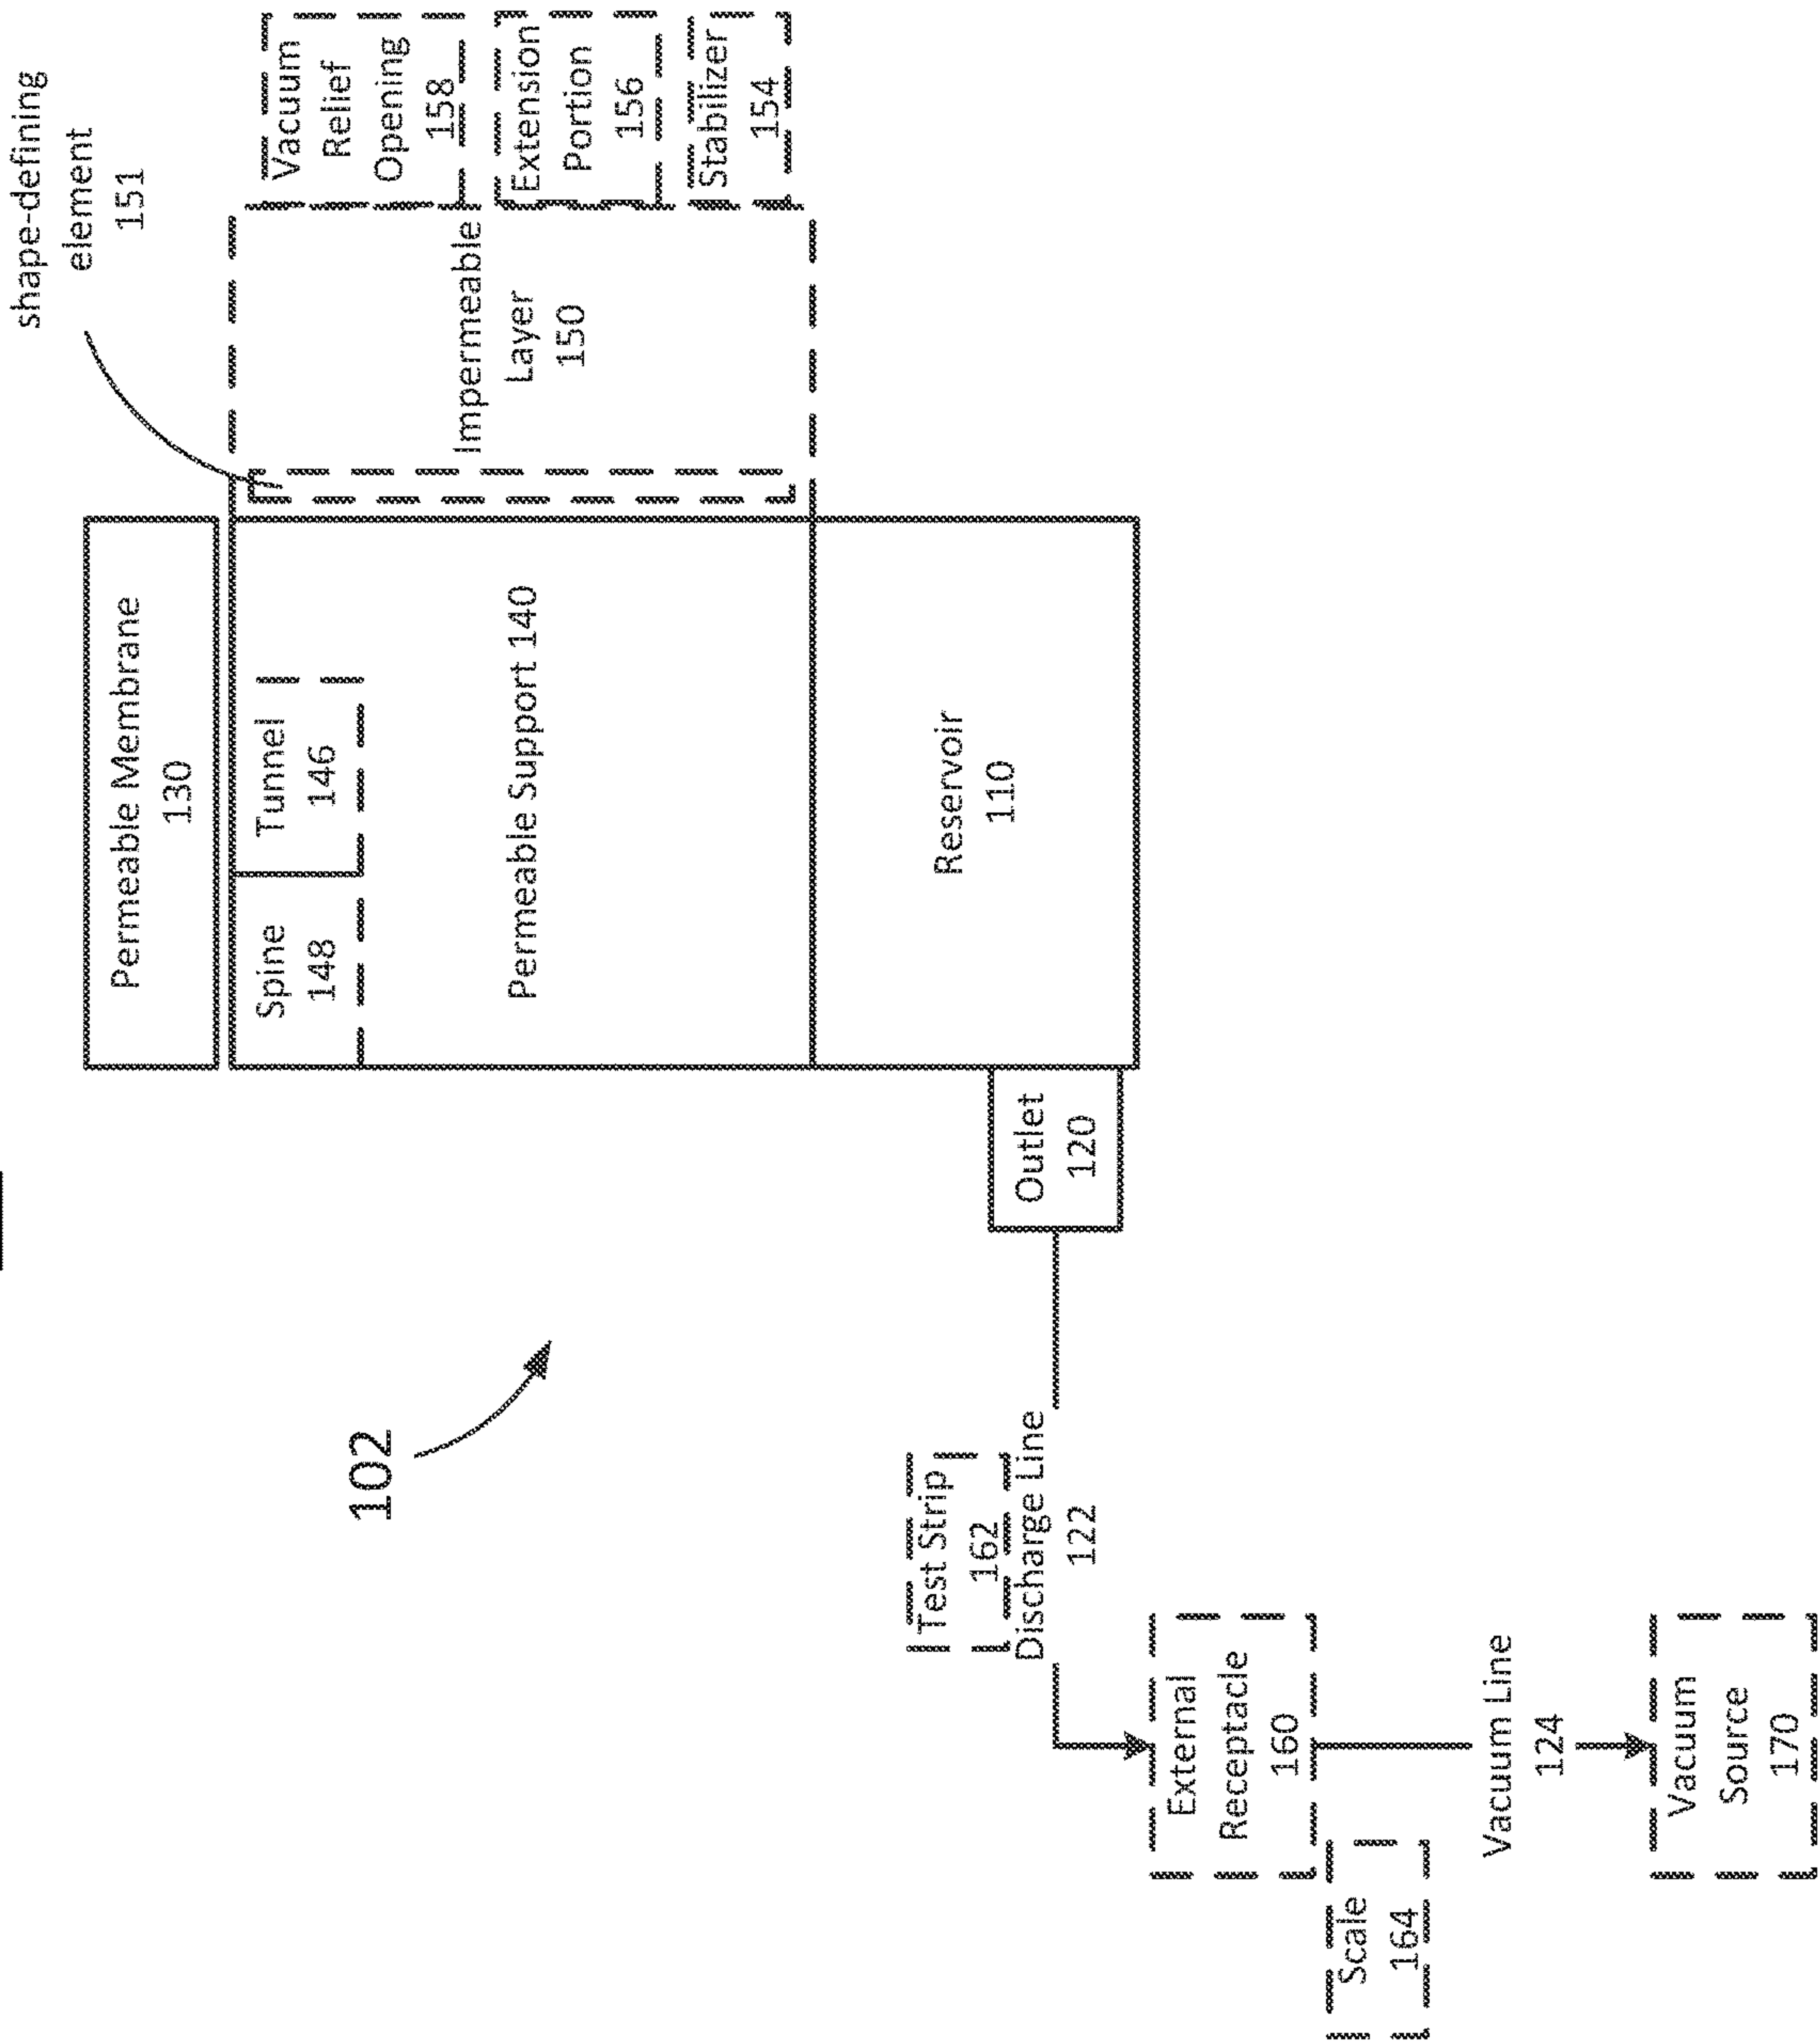 shape-defining
element
151
Vacuum
Relief
Opening
158
Extension
Portion
156
Stabilizer
154
Impermeable
Layer
150
Permeable Membrane
130
Spine
148
Tunnel
146
Permeable Support 140
Reservoir
110
Outlet
120
102
Test Strip
162
Discharge Line
122
External
Receptacle
160
Scale
164
Vacuum Line
124
Vacuum
Source
170